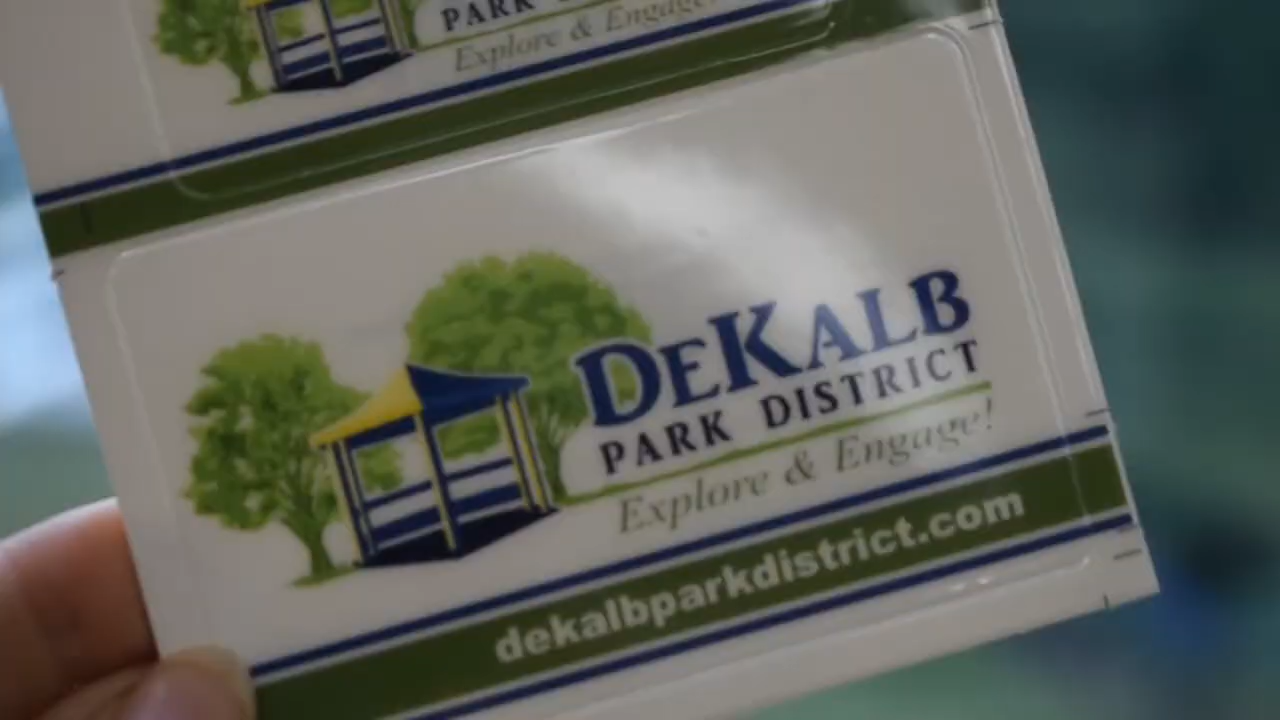 PARK
Explore & Engage!
DEKALB
PARK DISTRICT
Explore & Engage!
dekalbparkdistrict.com